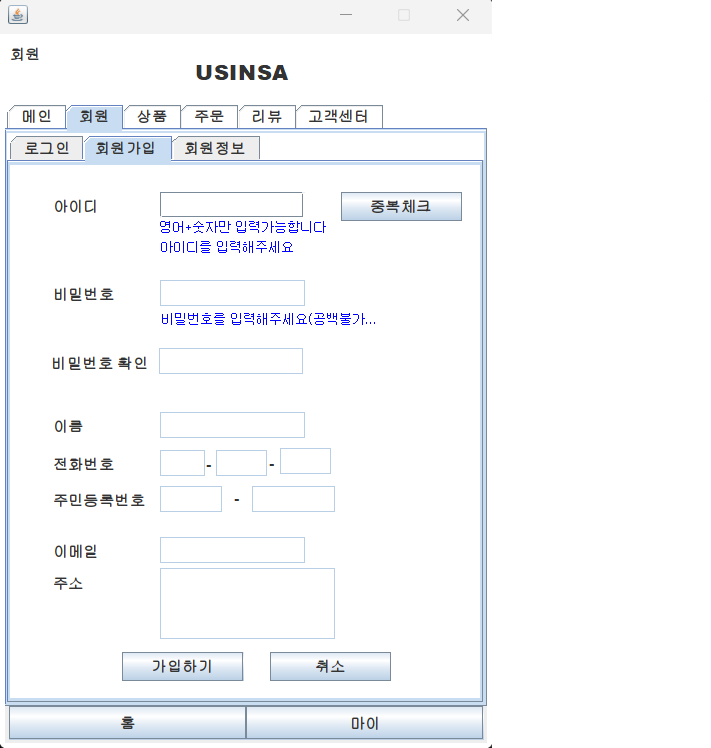 회원
USINSA
메인 회원 상품 주문 리뷰 고객센터
로그인 회원가입 회원정보
아이디 중복체크
영어+숫자만 입력가능합니다
아이디를 입력해주세요
비밀번호
비밀번호를 입력해주세요(공백불가...
비밀번호 확인
이름
전화번호 - -
주민등록번호 -
이메일
주소
가입하기 취소
홈 마이